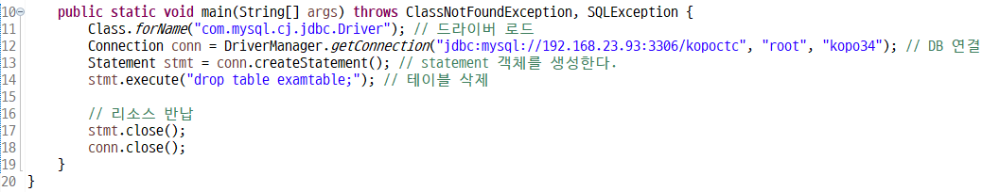 10 public static void main(String[] args) throws ClassNotFoundException, SQLException {
11 Class.forName("com.mysql.cj.jdbc.Driver"); // 드라이버 로드
12 Connection conn = DriverManager.getConnection("jdbc:mysql://192.168.23.93:3306/kopoctc", "root", "kopo34"); // DB 연결
13 Statement stmt = conn.createStatement(); // statement 객체를 생성한다.
14 stmt.execute("drop table examtable;"); // 테이블 삭제
15
16 // 리소스 반납
17 stmt.close();
18 conn.close();
19 }
20 }